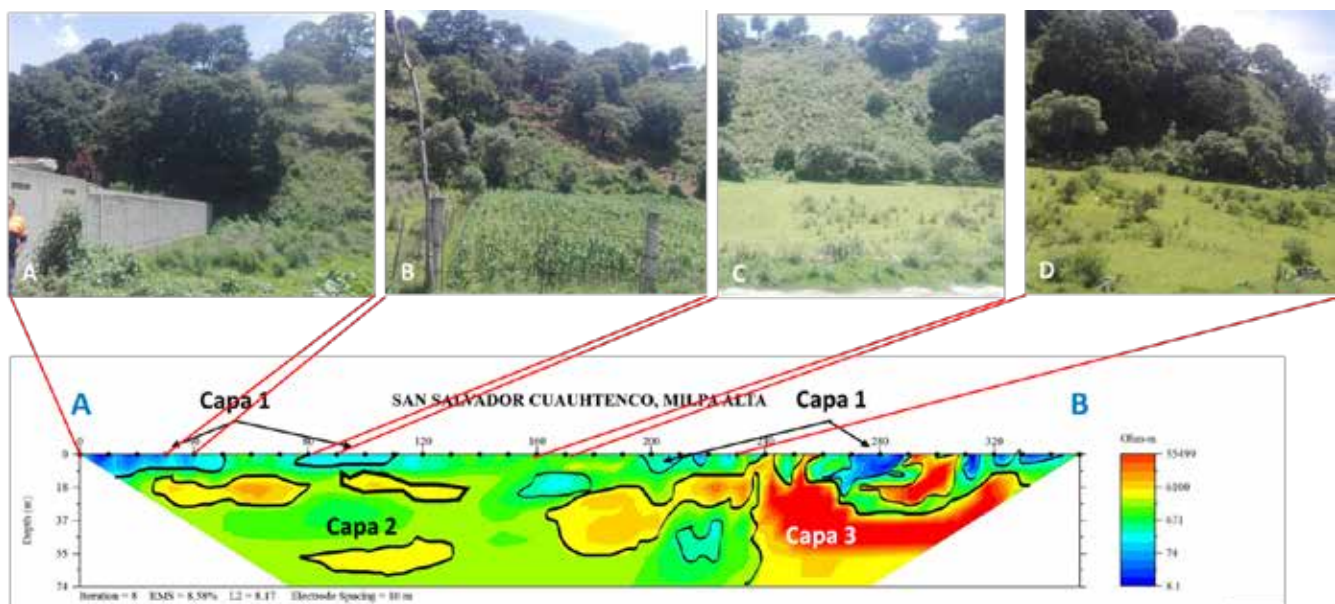 A
B
C
D
A
Capa 1
SAN SALVADOR CUAUHTENCO, MILPA ALTA
Capa 1
B
0 40 80 120 160 200 240 280 320
Ohm-m
Depth (m)
0
18
37
55
74
55499
6100
671
74
8.1
Capa 2
Capa 3
Iteration = 8 RMS = 8.58% L2 = 8.17 Electrode Spacing = 10 m